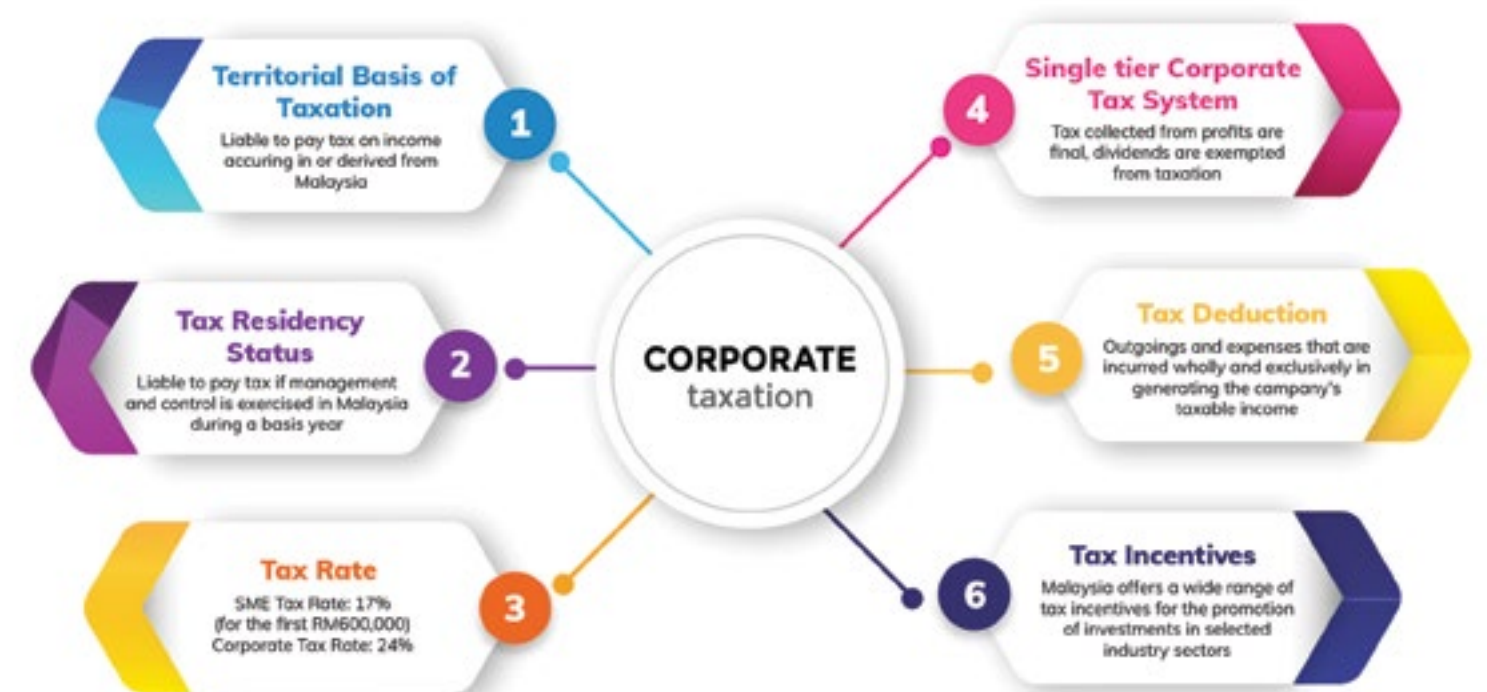 Territorial Basis of
Taxation
Liable to pay tax on income
accuring in or derived from
Malaysia
1
Tax Residency
Status
Liable to pay tax if management
and control is exercised in Malaysia
during a basis year
2
Tax Rate
SME Tax Rate: 17%
(for the first RM600,000)
Corporate Tax Rate: 24%
3
CORPORATE
taxation
4
Single tier Corporate
Tax System
Tax collected from profits are
final, dividends are exempted
from taxation
5
Tax Deduction
Outgoings and expenses that are
incurred wholly and exclusively in
generating the company's
taxable income
6
Tax Incentives
Malaysia offers a wide range of
tax incentives for the promotion
of investments in selected
industry sectors